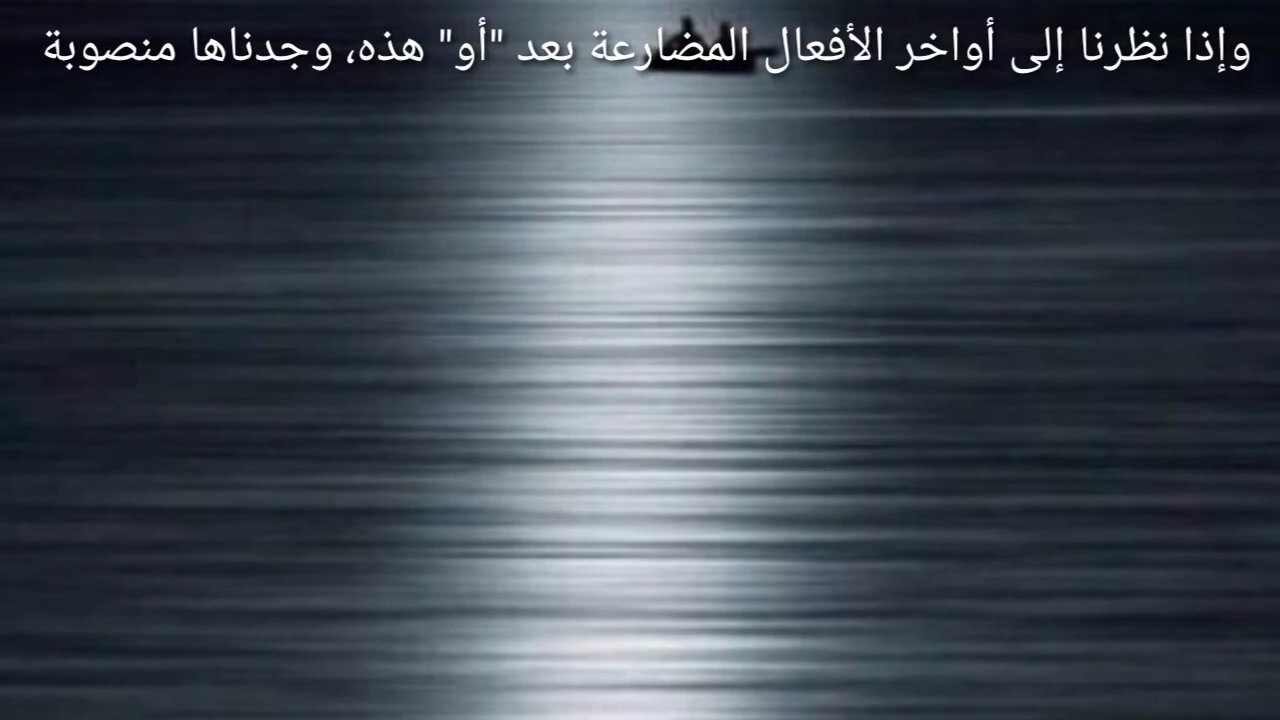 وإذا نظرنا إلى أواخر الأفعال المضارعة بعد "أو" هذه، وجدناها منصوبة